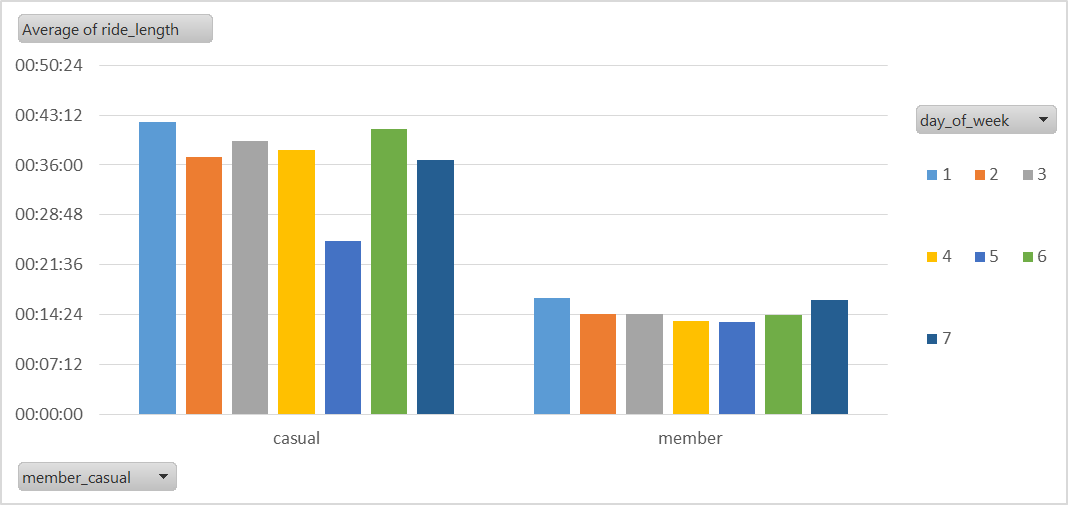 Average of ride_length
00:50:24
00:43:12
00:36:00
00:28:48
00:21:36
00:14:24
00:07:12
00:00:00
casual member
member_casual
day_of_week
1 2 3
4 5 6
7